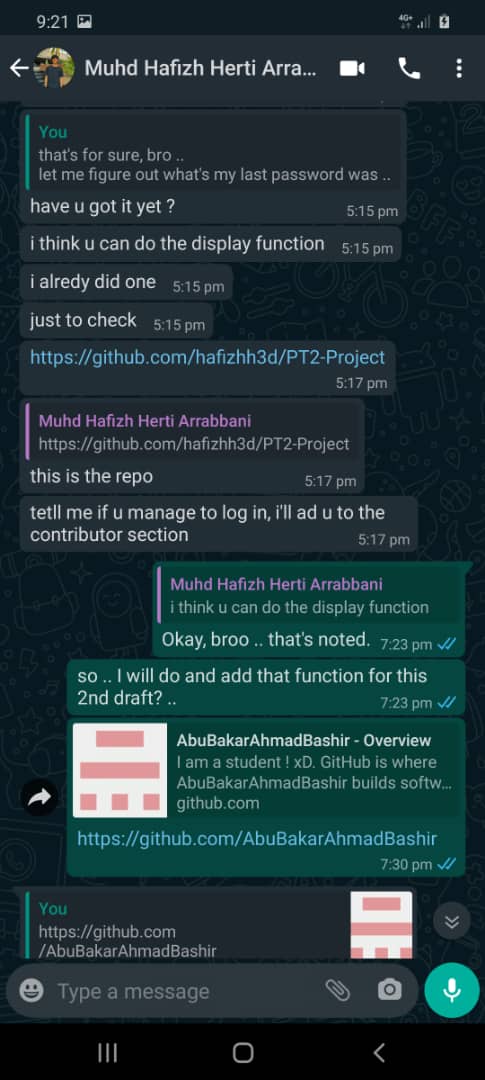 9:21
4G+
Muhd Hafizh Herti Arra...
You
that's for sure, bro ..
let me figure out what's my last password was ..
have u got it yet ?
5:15 pm
i think u can do the display function
5:15 pm
i alredy did one
5:15 pm
just to check
5:15 pm
https://github.com/hafizhh3d/PT2-Project
5:17 pm
Muhd Hafizh Herti Arrabbani
https://github.com/hafizhh3d/PT2-Project
this is the repo
5:17 pm
tetll me if u manage to log in, i'll ad u to the
contributor section
5:17 pm
Muhd Hafizh Herti Arrabbani
i think u can do the display function
Okay, broo .. that's noted.
7:23 pm
so .. I will do and add that function for this
2nd draft? ..
7:23 pm
AbuBakarAhmadBashir - Overview
I am a student ! xD. GitHub is where
AbuBakarAhmadBashir builds softw...
github.com
https://github.com/AbuBakarAhmadBashir
7:30 pm
You
https://github.com
/AbuBakarAhmadBashir
Type a message